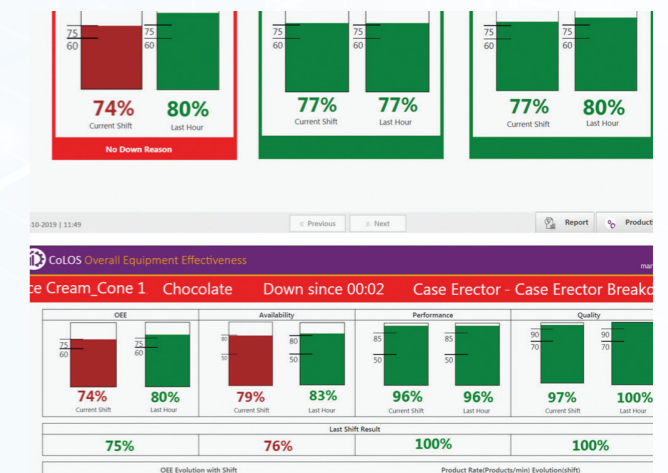 75 75 75 75 75 75
60 60 60 60 60 60
74% 80% 77% 77% 77% 80%
Current Shift Last Hour Current Shift Last Hour Current Shift Last Hour
No Down Reason
-10-2019 | 11:49 « Previous » Next Report Producti
CoLOS Overall Equipment Effectiveness
mar
ce Cream_Cone 1 Chocolate Down since 00:02 Case Erector - Case Erector Breakd
OEE Availability Performance Quality
75 75 80 80 85 85 90 90
60 60 50 50 50 50 70 70
74% 80% 79% 83% 96% 96% 97% 100%
Current Shift Last Hour Current Shift Last Hour Current Shift Last Hour Current Shift Last Hour
Last Shift Result
75% 76% 100% 100%
OEE Evolution with Shift Product Rate(Products/min) Evolution(shift)